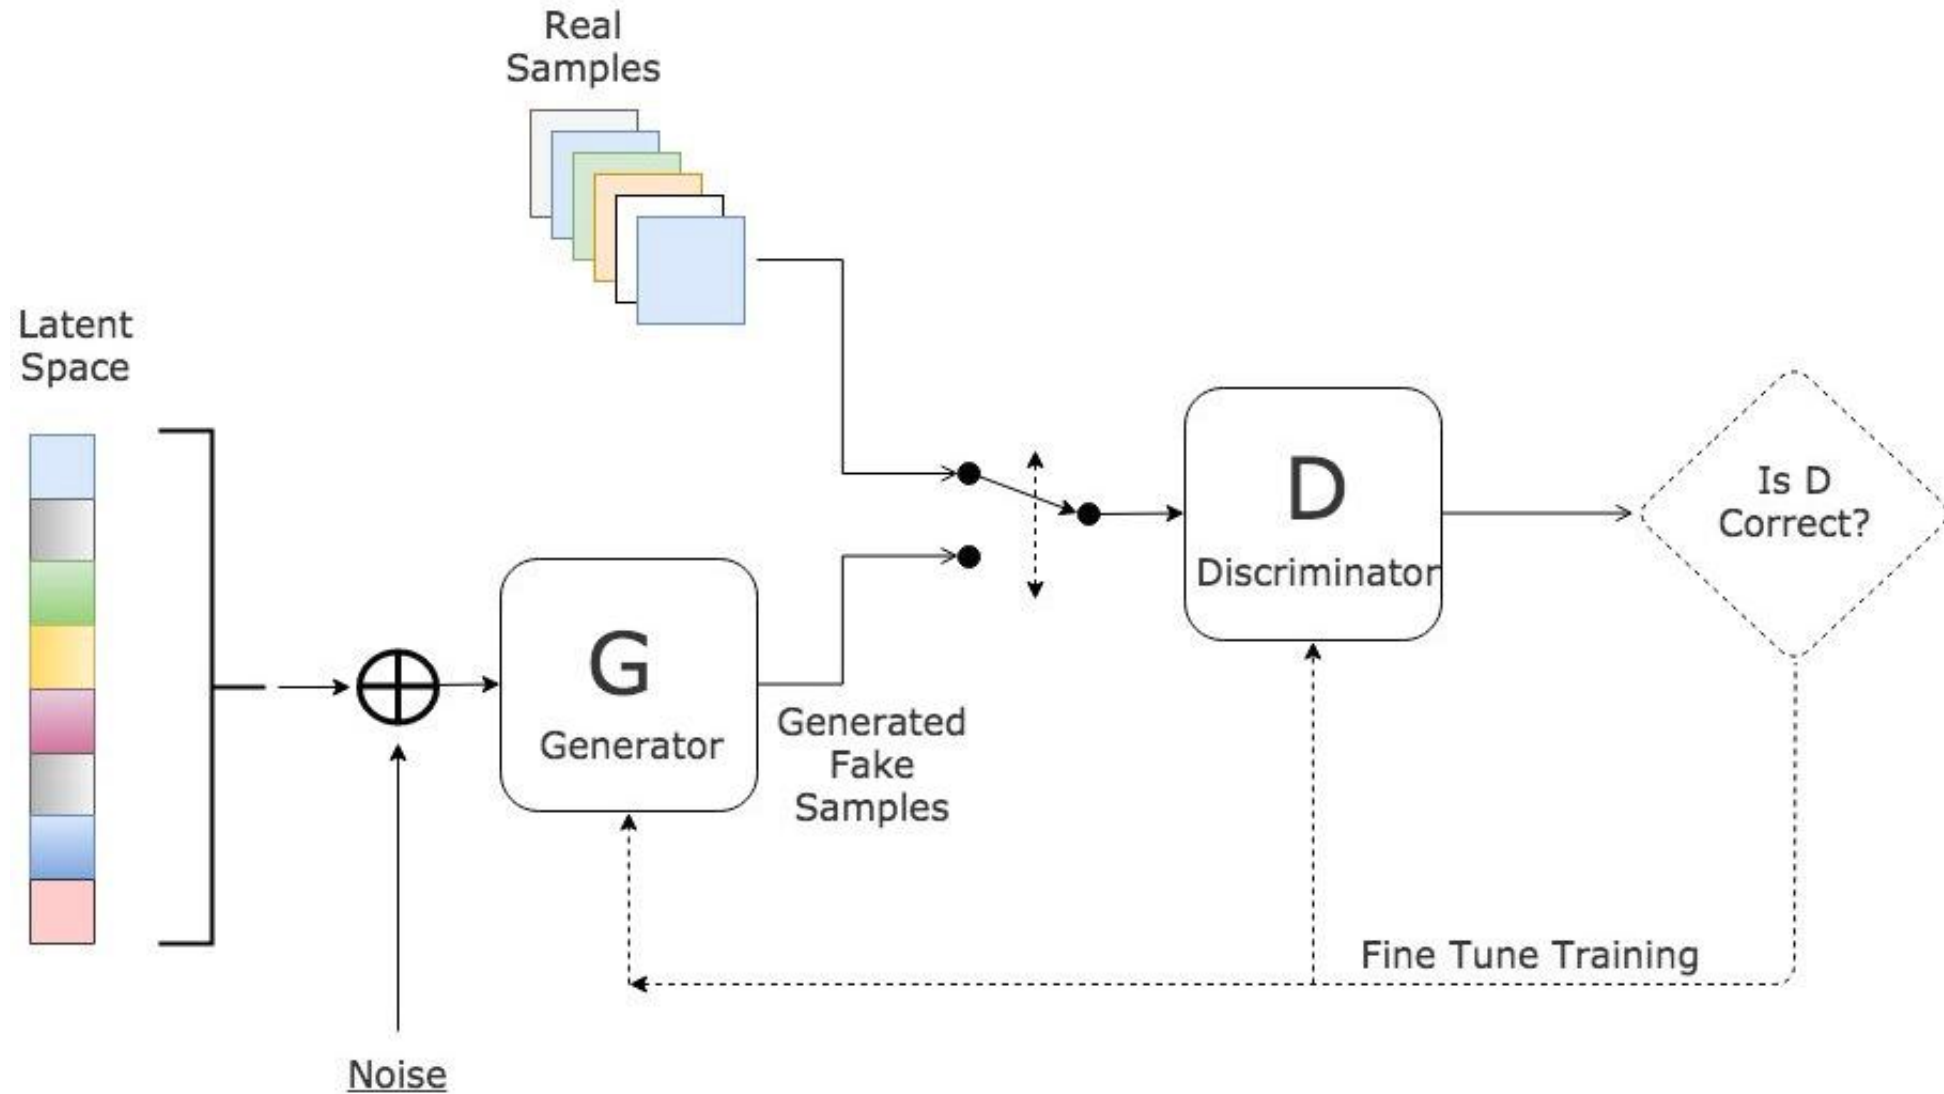 Real
Samples
Latent
Space
D
Discriminator
Is D
Correct?
G
Generator
Generated
Fake
Samples
Fine Tune Training
Noise